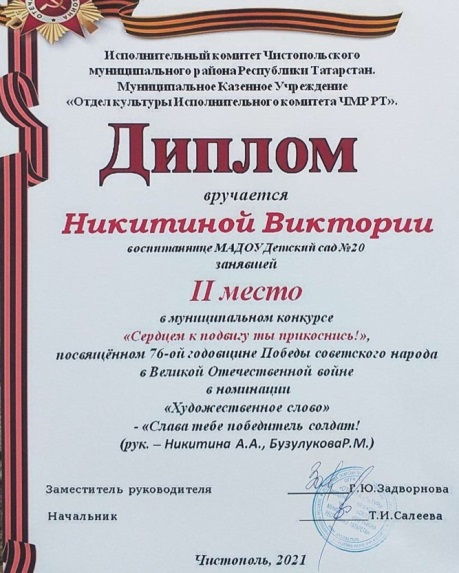 Исполнительный комитет Чистопольского
муниципального района Республики Татарстан.
Муниципальное Казенное Учреждение
«Отдел культуры Исполнительного комитета ЧМР РТ».
Диплом
вручается
Никитиной Виктории
воспитаннице МАДОУ Детский сад №20
занявшей
II место
в муниципальном конкурсе
«Сердцем к подвигу ты прикоснись!»,
посвящённом 76-ой годовщине Победы советского народа
в Великой Отечественной войне
в номинации
«Художественное слово»
- «Слава тебе победитель солдат!
(рук. – Никитина А.А., БузулуковаР.М.)
Заместитель руководителя Г.Ю.Задворнова
Начальник Т.И.Салеева
Чистополь, 2021